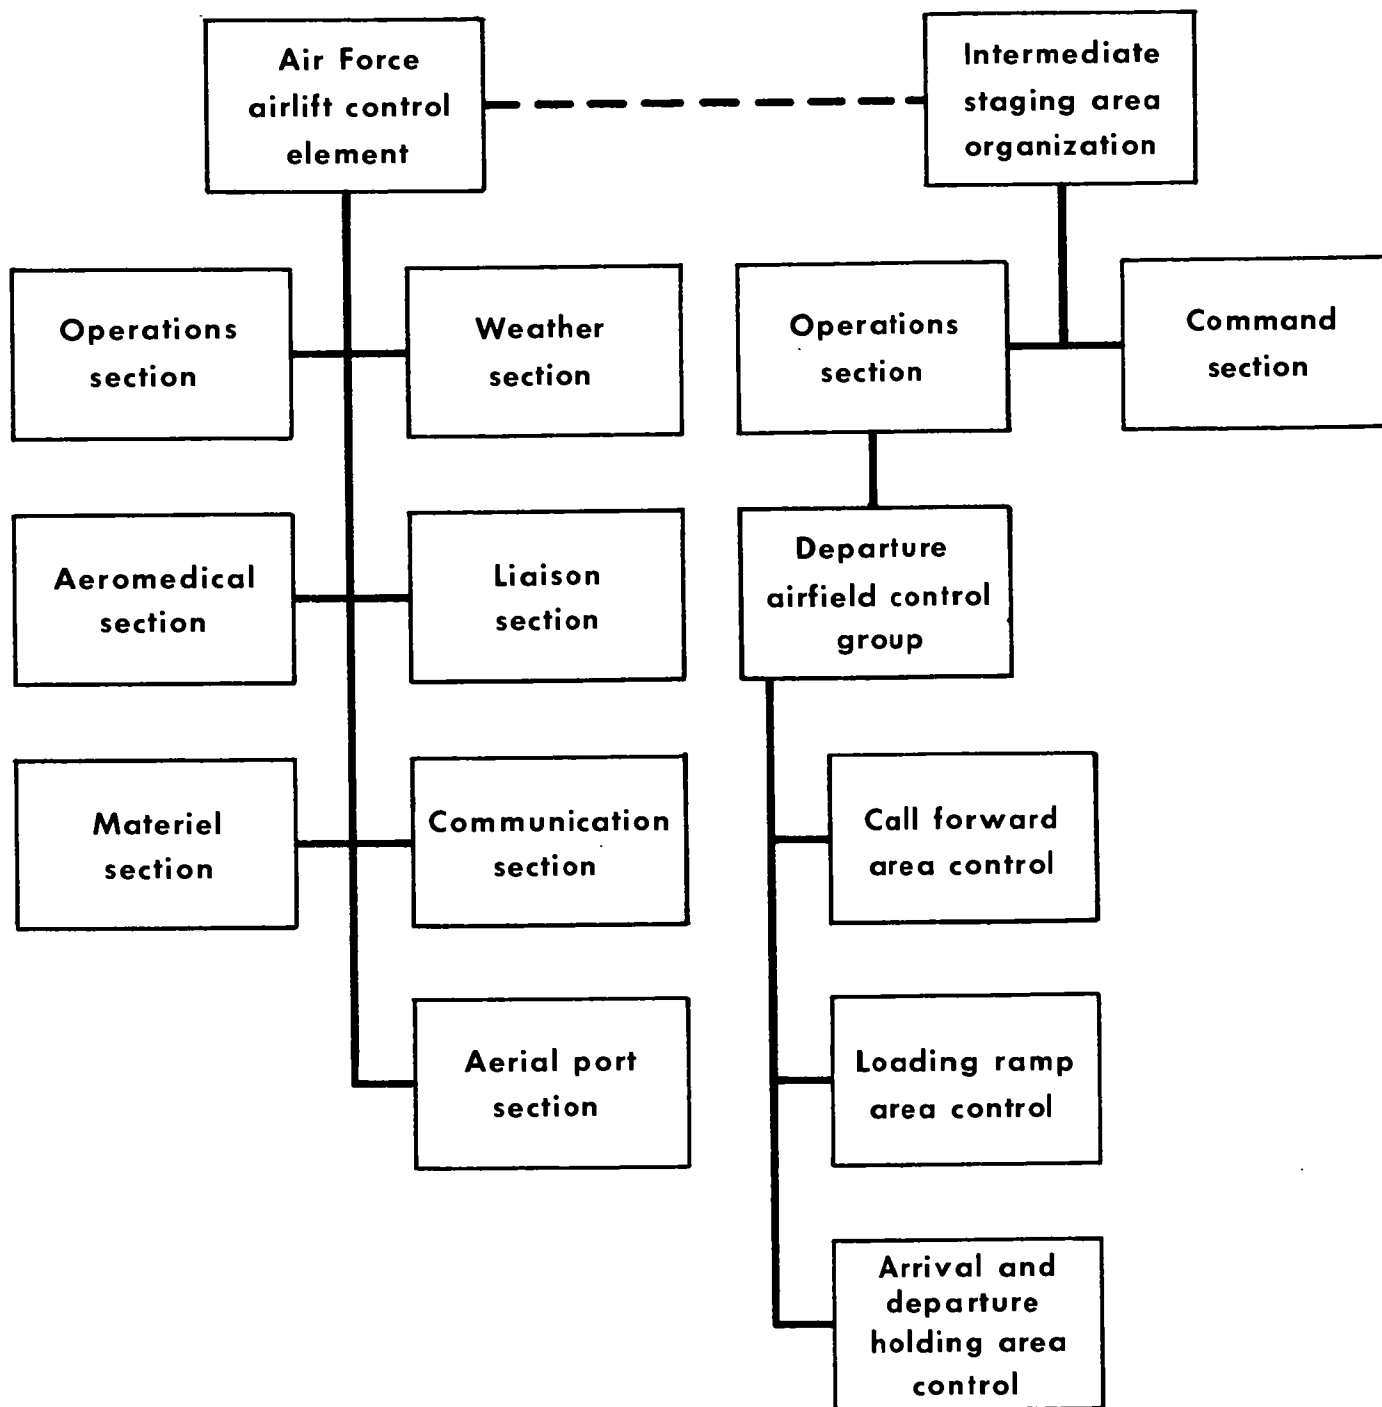 Air Force
airlift control
element
Intermediate
staging area
organization
Operations
section
Weather
section
Operations
section
Command
section
Aeromedical
section
Liaison
section
Departure
airfield control
group
Materiel
section
Communication
section
Call forward
area control
Aerial port
section
Loading ramp
area control
Arrival and
departure
holding area
control